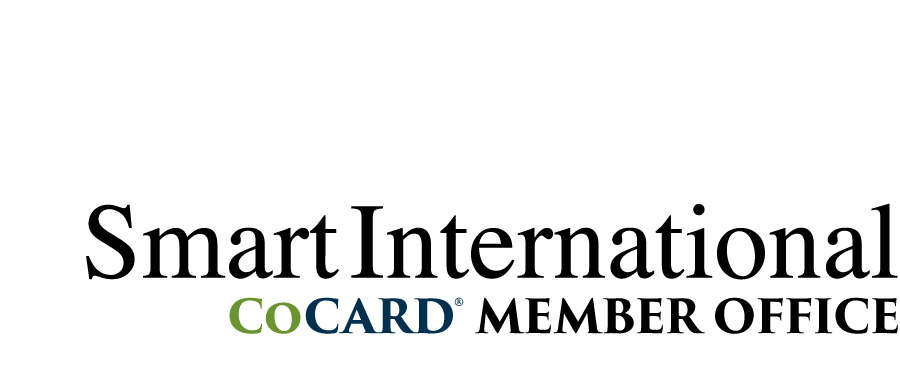 Smart International
CoCARD® MEMBER OFFICE